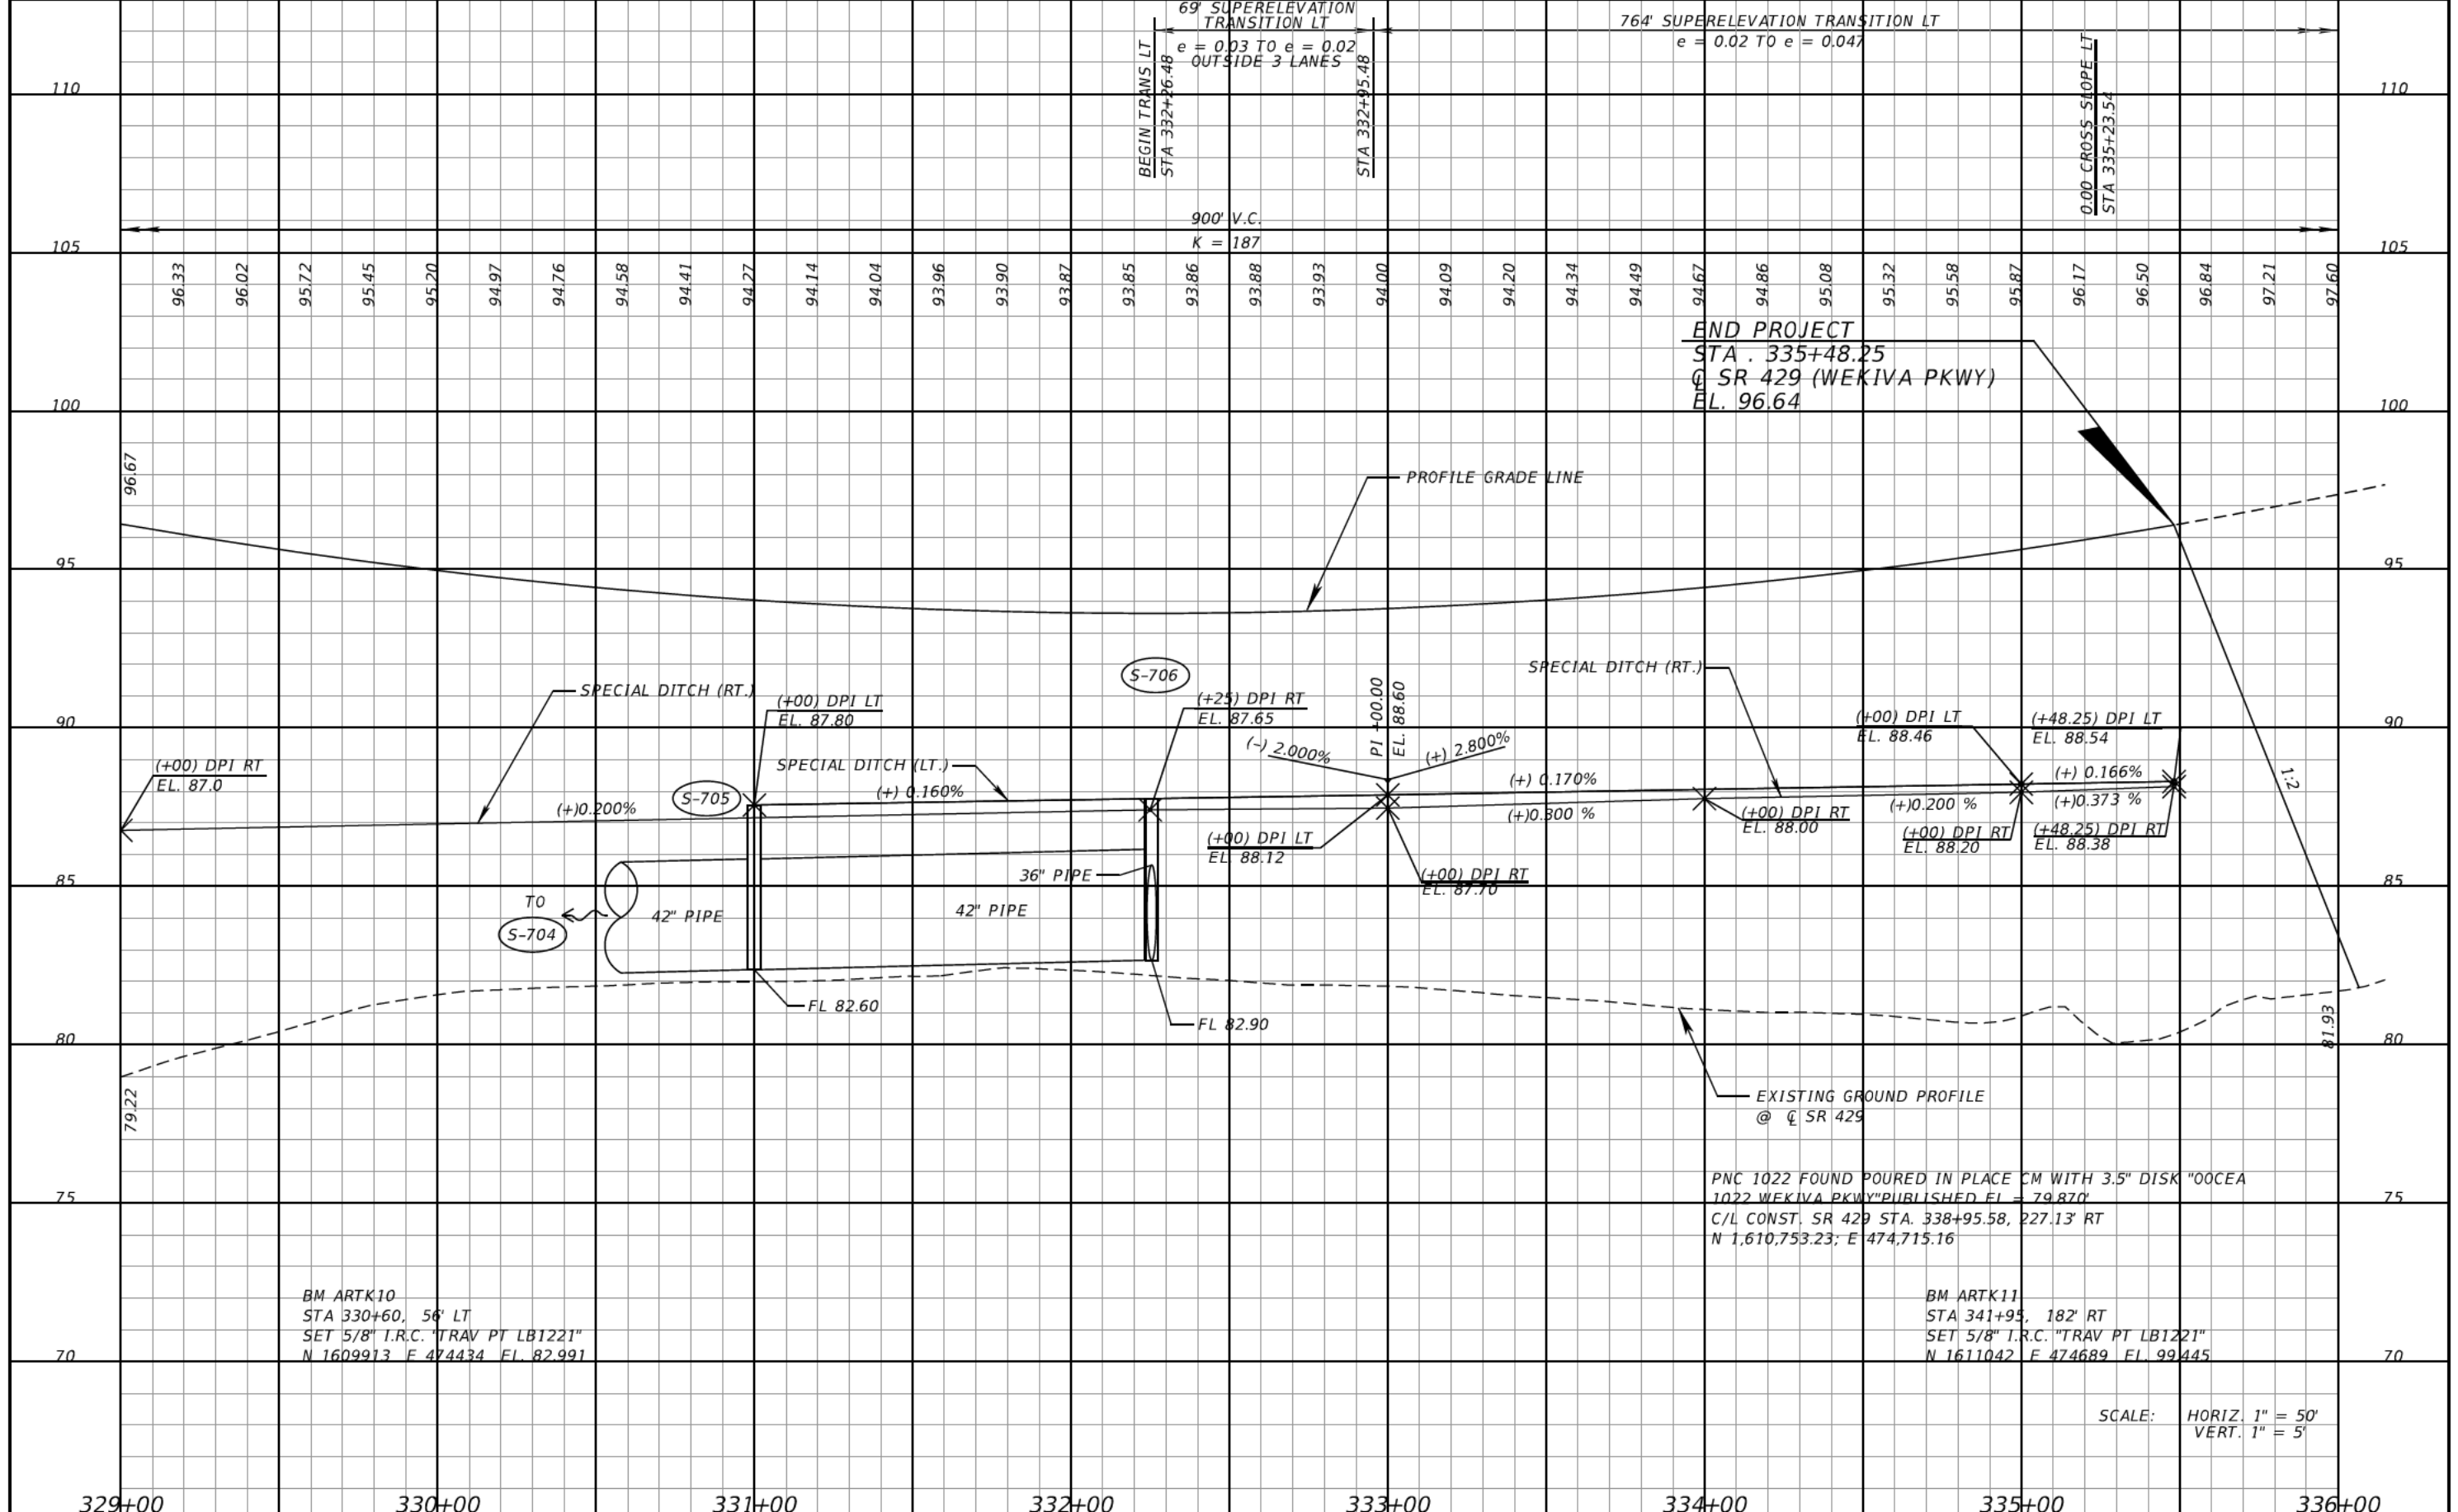 69' SUPERELEVATION
TRANSITION LT
e = 0.03 TO e = 0.02
OUTSIDE 3 LANES
764' SUPERELEVATION TRANSITION LT
e = 0.02 TO e = 0.047
BEGIN TRANS LT
STA 332+26.48
STA 332+95.48
0.00 CROSS SLOPE LT
STA 335+23.54
110
110
900' V.C.
K = 187
105
105
96.33
96.02
95.72
95.45
95.20
94.97
94.76
94.58
94.41
94.27
94.14
94.04
93.96
93.90
93.87
93.85
93.86
93.88
93.93
94.00
94.09
94.20
94.34
94.49
94.67
94.86
95.08
95.32
95.58
95.87
96.17
96.50
96.84
97.21
97.60
END PROJECT
STA . 335+48.25
℄ SR 429 (WEKIVA PKWY)
EL. 96.64
100
100
96.67
PROFILE GRADE LINE
95
95
S-706
SPECIAL DITCH (RT.)
SPECIAL DITCH (RT.)
(+00) DPI LT
EL. 87.80
(+25) DPI RT
EL. 87.65
PI +00.00
EL. 88.60
(+00) DPI LT
EL. 88.46
(+48.25) DPI LT
EL. 88.54
90
90
(-) 2.000%
(+) 2.800%
(+00) DPI RT
EL. 87.0
SPECIAL DITCH (LT.)
S-705
(+)0.200%
(+) 0.160%
(+) 0.170%
(+) 0.166%
1:2
(+)0.300 %
(+)0.200 %
(+)0.373 %
(+00) DPI RT
EL. 88.00
(+00) DPI RT
EL. 88.20
(+48.25) DPI RT
EL. 88.38
(+00) DPI LT
EL. 88.12
(+00) DPI RT
EL. 87.70
85
85
36" PIPE
TO
S-704
42" PIPE
42" PIPE
FL 82.60
FL 82.90
81.93
80
80
79.22
EXISTING GROUND PROFILE
@ ℄ SR 429
PNC 1022 FOUND POURED IN PLACE CM WITH 3.5" DISK "OOCEA
1022 WEKIVA PKWY"PUBLISHED EL = 79.870'
C/L CONST. SR 429 STA. 338+95.58, 227.13' RT
N 1,610,753.23; E 474,715.16
75
75
BM ARTK10
STA 330+60, 56' LT
SET 5/8" I.R.C. "TRAV PT LB1221"
N 1609913 E 474434 EL. 82.991
BM ARTK11
STA 341+95, 182' RT
SET 5/8" I.R.C. "TRAV PT LB1221"
N 1611042 E 474689 EL. 99.445
70
70
SCALE: HORIZ. 1" = 50'
VERT. 1" = 5'
329+00
330+00
331+00
332+00
333+00
334+00
335+00
336+00